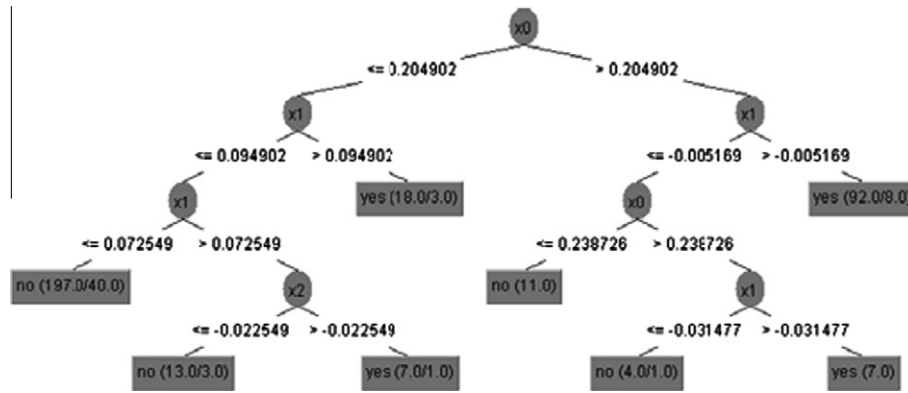 x0
<= 0.204902 > 0.204902
x1 x1
<= 0.094902 > 0.094902 <= -0.005169 > -0.005169
x1 yes (18.0/3.0) x0 yes (92.0/8.0)
<= 0.072549 > 0.072549 <= 0.238726 > 0.238726
no (197.0/40.0) x2 no (11.0) x1
<= -0.022549 > -0.022549 <= -0.031477 > -0.031477
no (13.0/3.0) yes (7.0/1.0) no (4.0/1.0) yes (7.0)